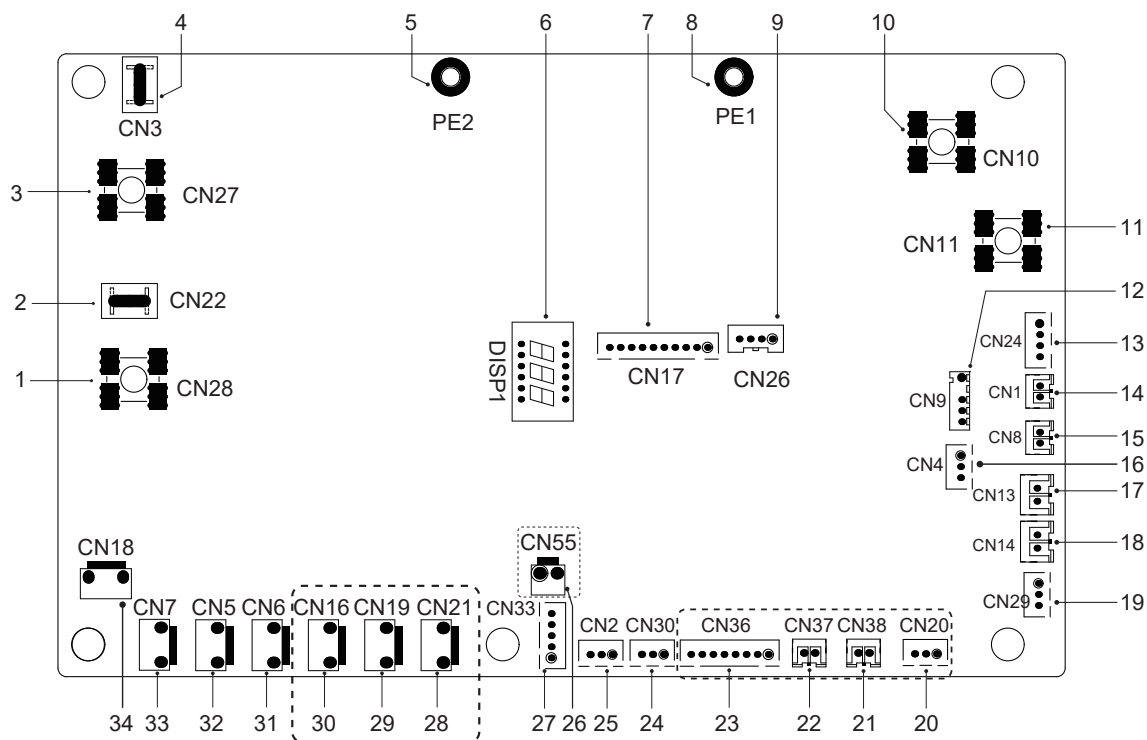 4 5 6 7 8 9 10
CN3 PE2 PE1
CN10
3 CN27
CN11 11
12
2 CN22
CN24 13
DISP1
CN17 CN26
1 CN28
CN9 CN1 14
CN8 15
CN4 16
CN13 17
CN18 CN55 CN14 18
CN7 CN5 CN6 CN16 CN19 CN21 CN33 CN2 CN30 CN36 CN37 CN38 CN20 CN29 19
34 33 32 31 30 29 28 27 26 25 24 23 22 21 20